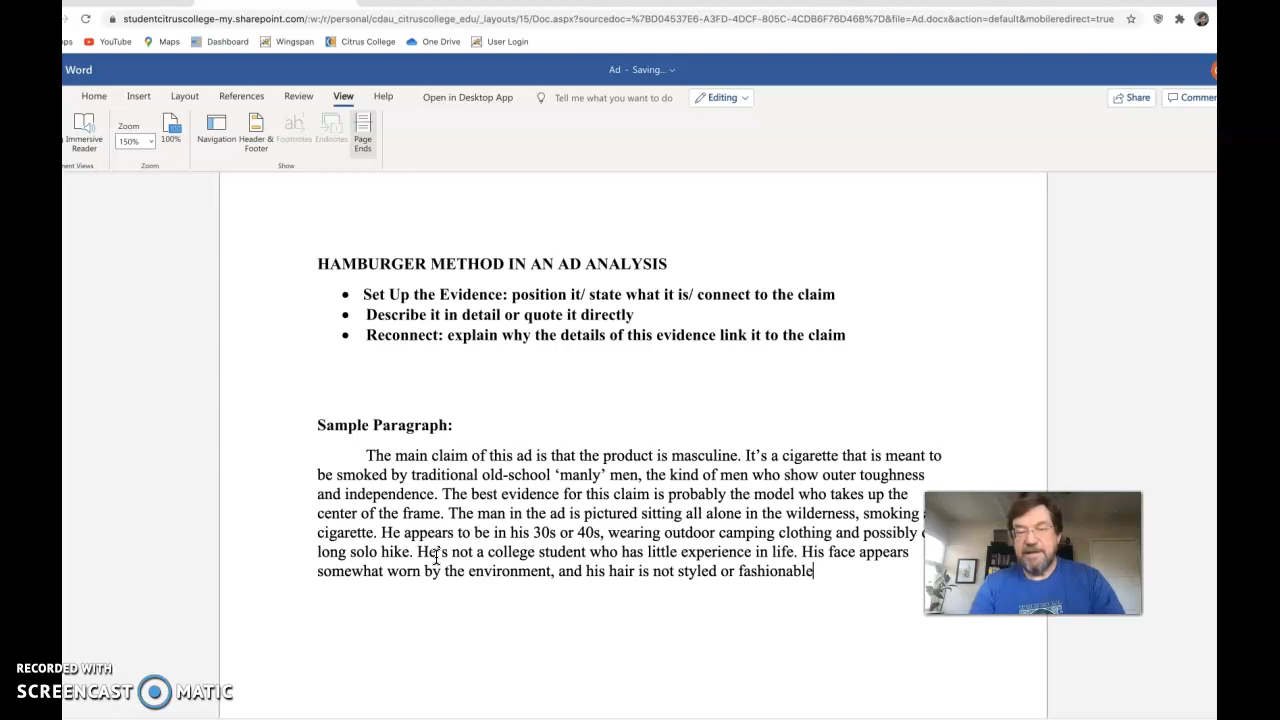 studentcitruscollege-my.sharepoint.com/:w:/r/personal/cdau_citruscollege_edu/_layouts/15/Doc.aspx?sourcedoc=%7BD04537E6-A3FD-4DCF-805C-4CDB6F76D46B%7D&file=Ad.docx&action=default&mobileredirect=true
YouTube Maps Dashboard Wingspan Citrus College One Drive User Login
Word Ad - Saving...
Home Insert Layout References Review View Help Open in Desktop App Tell me what you want to do Editing Share
Immersive Reader Zoom 150% 100% Navigation Header & Footer Footnotes Endnotes Page Ends
Zoom Show
HAMBURGER METHOD IN AN AD ANALYSIS
• Set Up the Evidence: position it/ state what it is/ connect to the claim
• Describe it in detail or quote it directly
• Reconnect: explain why the details of this evidence link it to the claim
Sample Paragraph:
The main claim of this ad is that the product is masculine. It's a cigarette that is meant to
be smoked by traditional old-school ‘manly’ men, the kind of men who show outer toughness
and independence. The best evidence for this claim is probably the model who takes up the
center of the frame. The man in the ad is pictured sitting all alone in the wilderness, smoking
cigarette. He appears to be in his 30s or 40s, wearing outdoor camping clothing and possibly
long solo hike. He's not a college student who has little experience in life. His face appears
somewhat worn by the environment, and his hair is not styled or fashionable
RECORDED WITH
SCREENCAST MATIC